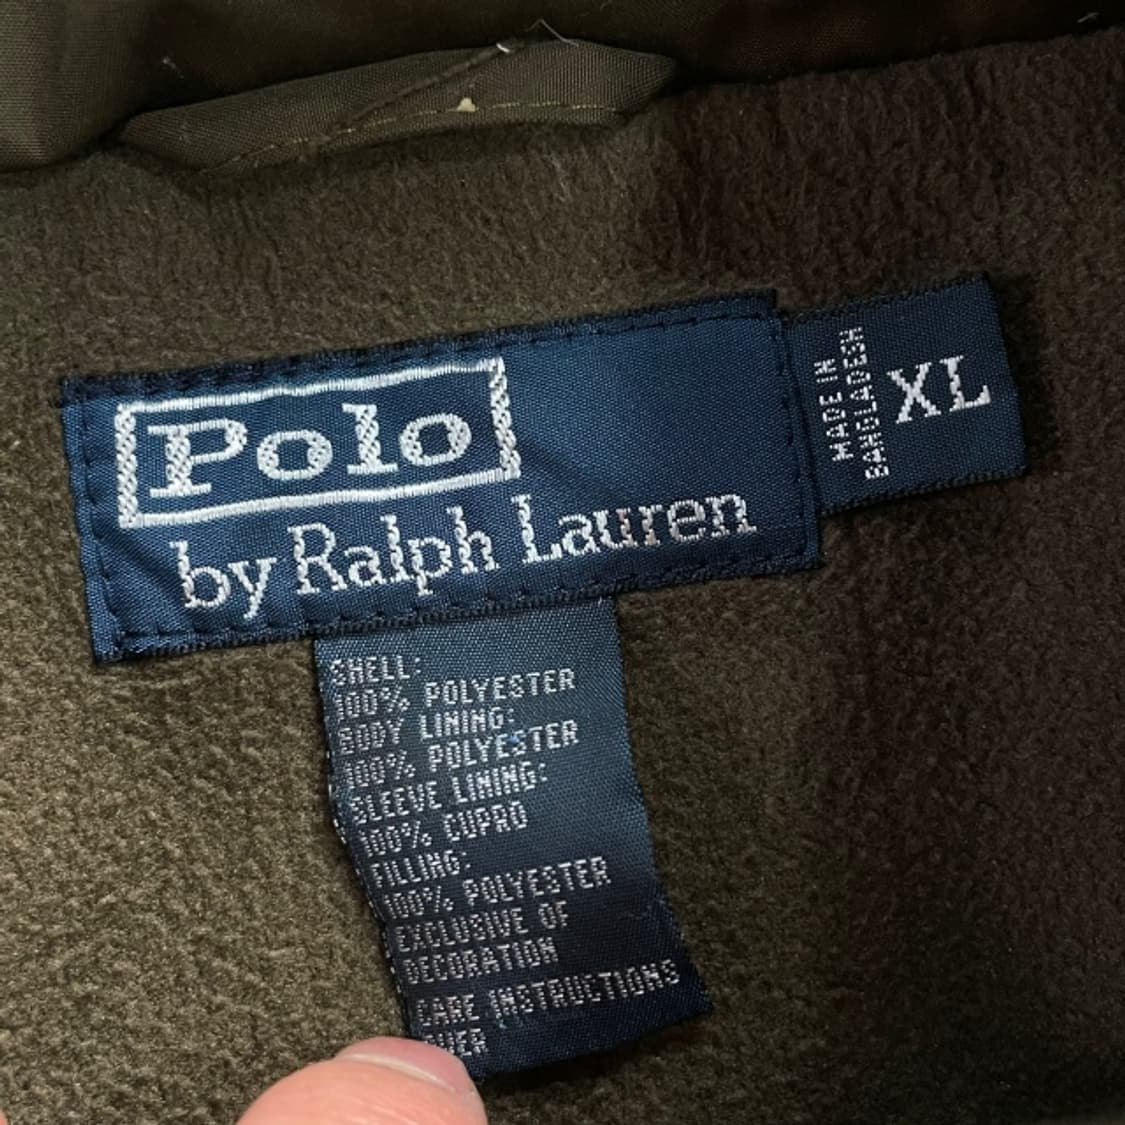 Polo
by Ralph Lauren
MADE IN
BANGLADESH
XL
SHELL:
100% POLYESTER
BODY LINING:
100% POLYESTER
SLEEVE LINING:
100% CUPRO
FILLING:
100% POLYESTER
EXCLUSIVE OF
DECORATION
CARE INSTRUCTIONS
OVER